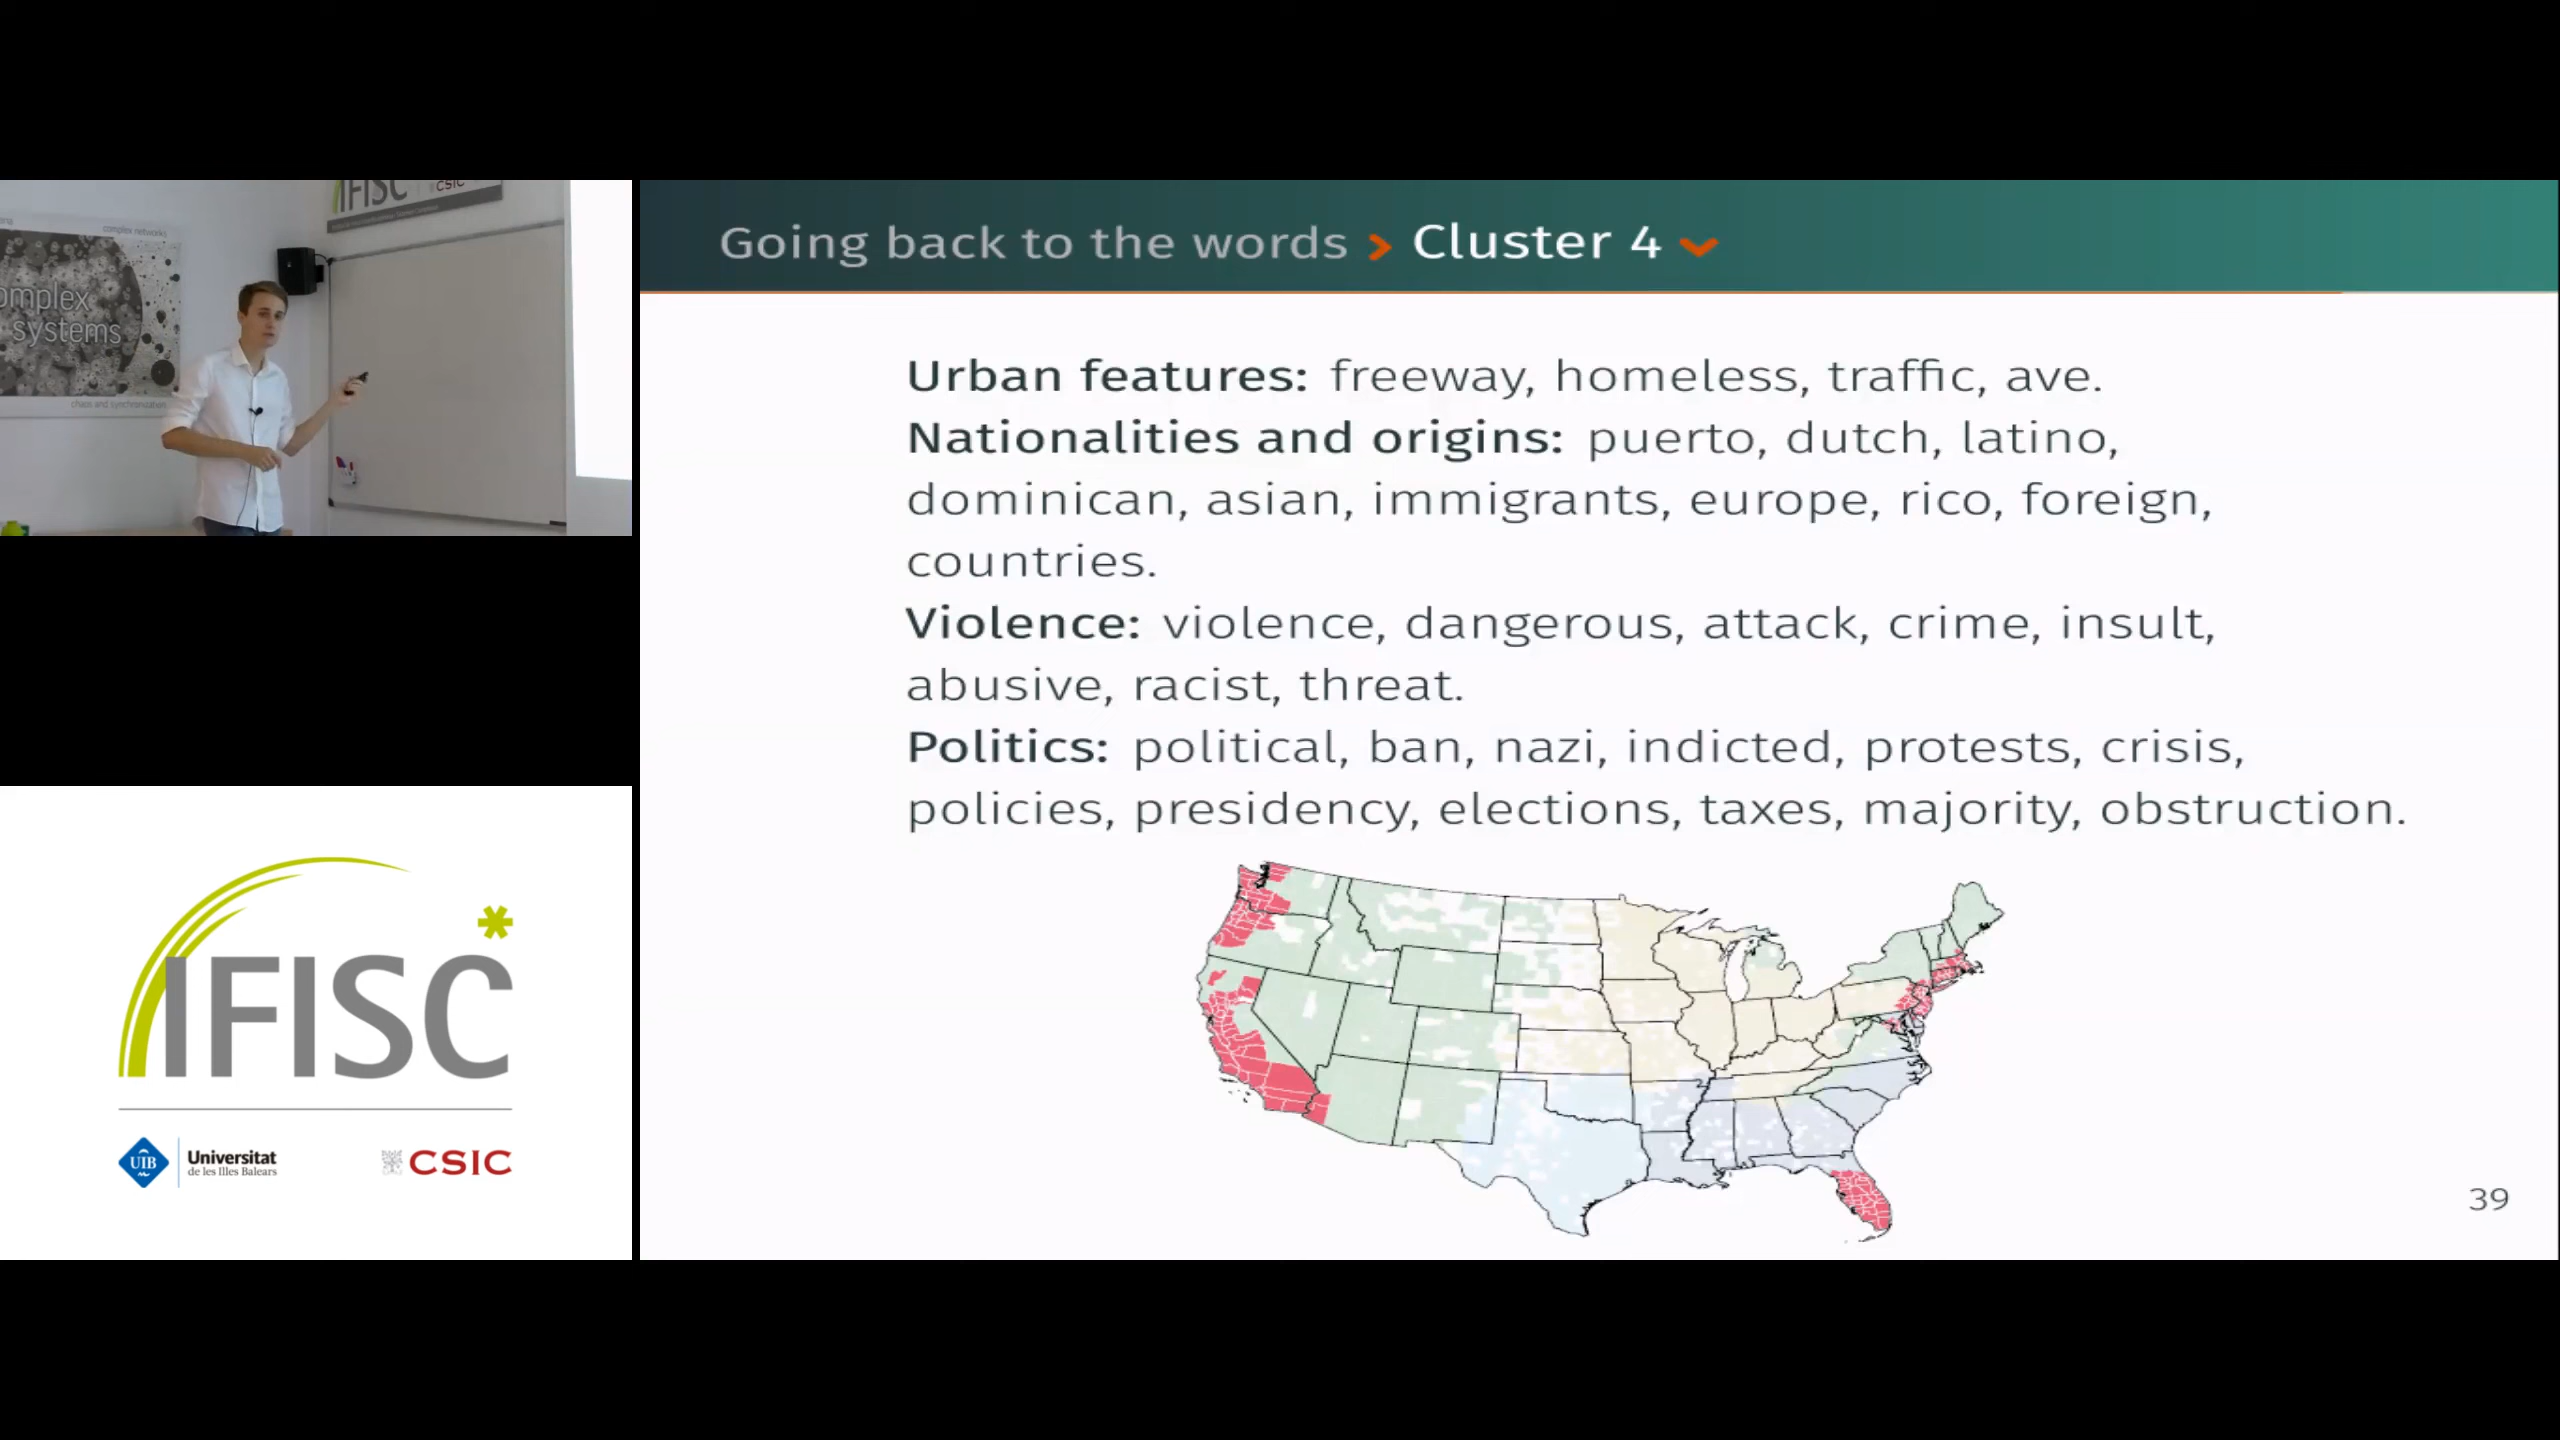 IFISC
CSIC
complex networks
complex
systems
chaos and synchronization
Going back to the words > Cluster 4
Urban features: freeway, homeless, traffic, ave.
Nationalities and origins: puerto, dutch, latino,
dominican, asian, immigrants, europe, rico, foreign,
countries.
Violence: violence, dangerous, attack, crime, insult,
abusive, racist, threat.
Politics: political, ban, nazi, indicted, protests, crisis,
policies, presidency, elections, taxes, majority, obstruction.
39
IFISC
UIB
Universitat
de les Illes Balears
CSIC